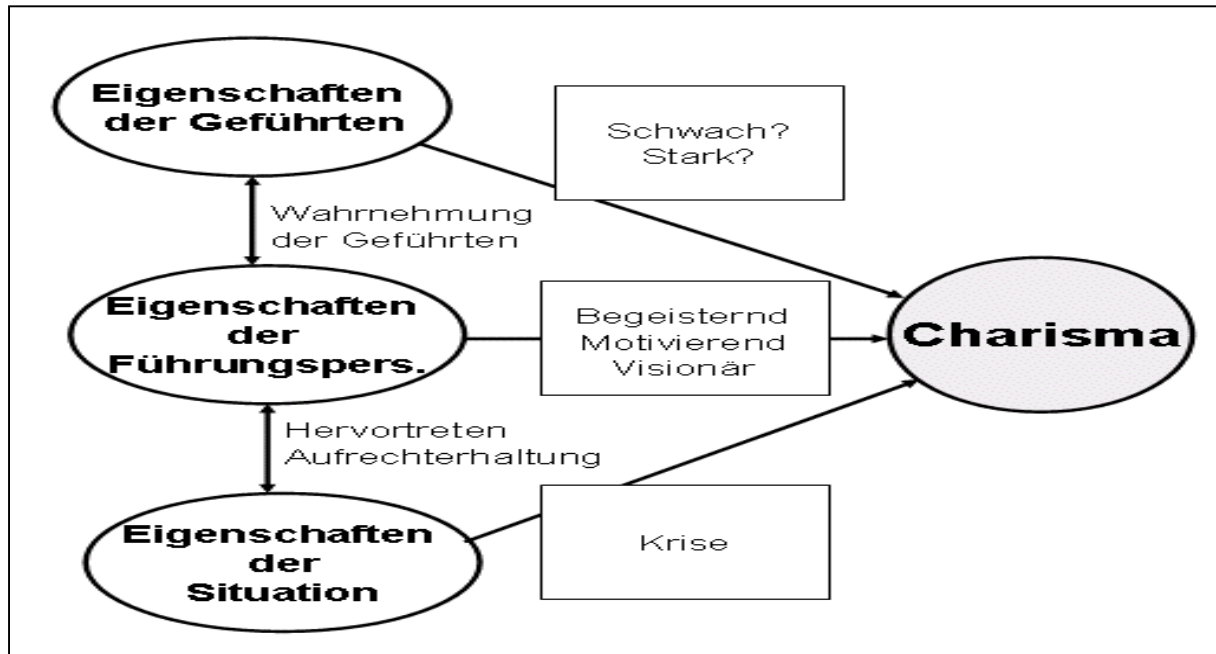 Eigenschaften
der Geführten
Schwach?
Stark?
Wahrnehmung
der Geführten
Eigenschaften
der
Führungspers.
Begeisternd
Motivierend
Visionär
Charisma
Hervortreten
Aufrechterhaltung
Eigenschaften
der
Situation
Krise